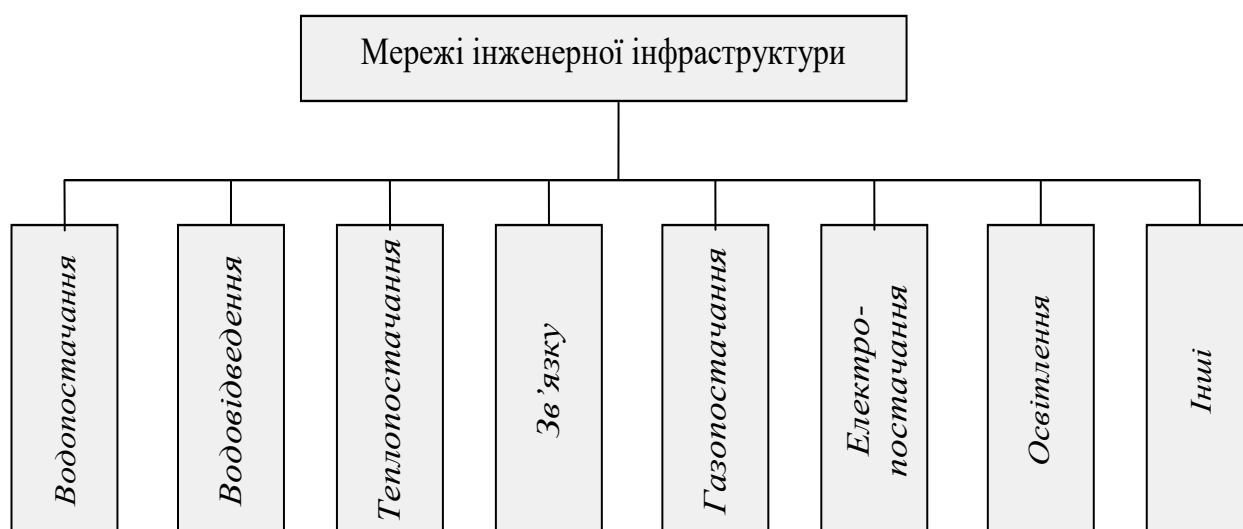 Мережі інженерної інфраструктури
Водопостачання
Водовідведення
Теплопостачання
Зв’язку
Газопостачання
Електро-
постачання
Освітлення
Інші